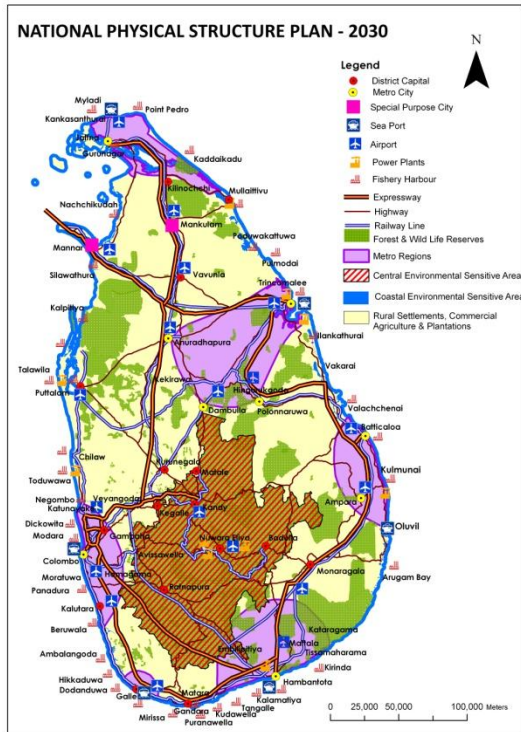 NATIONAL PHYSICAL STRUCTURE PLAN - 2030
N
Legend
District Capital
Metro City
Special Purpose City
Sea Port
Airport
Power Plants
Fishery Harbour
Expressway
Highway
Railway Line
Forest & Wild Life Reserves
Metro Regions
Central Environmental Sensitive Area
Coastal Environmental Sensitive Area
Rural Settlements, Commercial
Agriculture & Plantations
Myladi
Point Pedro
Kankasanthurai
Jaffna
Gurunagar
Kaddaikadu
Kilinochchi
Mullaittivu
Nachchikudah
Mankulam
Mannar
Pulmodai
Silawathura
Vavunia
Trincomalee
Kalpitiya
Anuradhapura
Kekirawa
Vakarai
Talawila
Polonnaruwa
Puttalam
Dambulla
Valachchenai
Batticaloa
Chilaw
Kurunegala
Matale
Kulmunai
Toduwawa
Ampara
Negombo
Veyangoda
Kandy
Katunayaka
Kegalle
Oluvil
Dickowita
Gampaha
Nuwara Eliya
Badulla
Modara
Avissawella
Colombo
Monaragala
Arugam Bay
Moratuwa
Homagama
Ratnapura
Panadura
Kalutara
Kataragama
Beruwala
Mattala
Embilipitiya
Tissamaharama
Ambalangoda
Kirinda
Hikkaduwa
Hambantota
Dodanduwa
Galle
Matara
Kalamatiya
Tangalle
Mirissa
Gandara
Kudawella
Puranawella
0 25,000 50,000 100,000 Meters